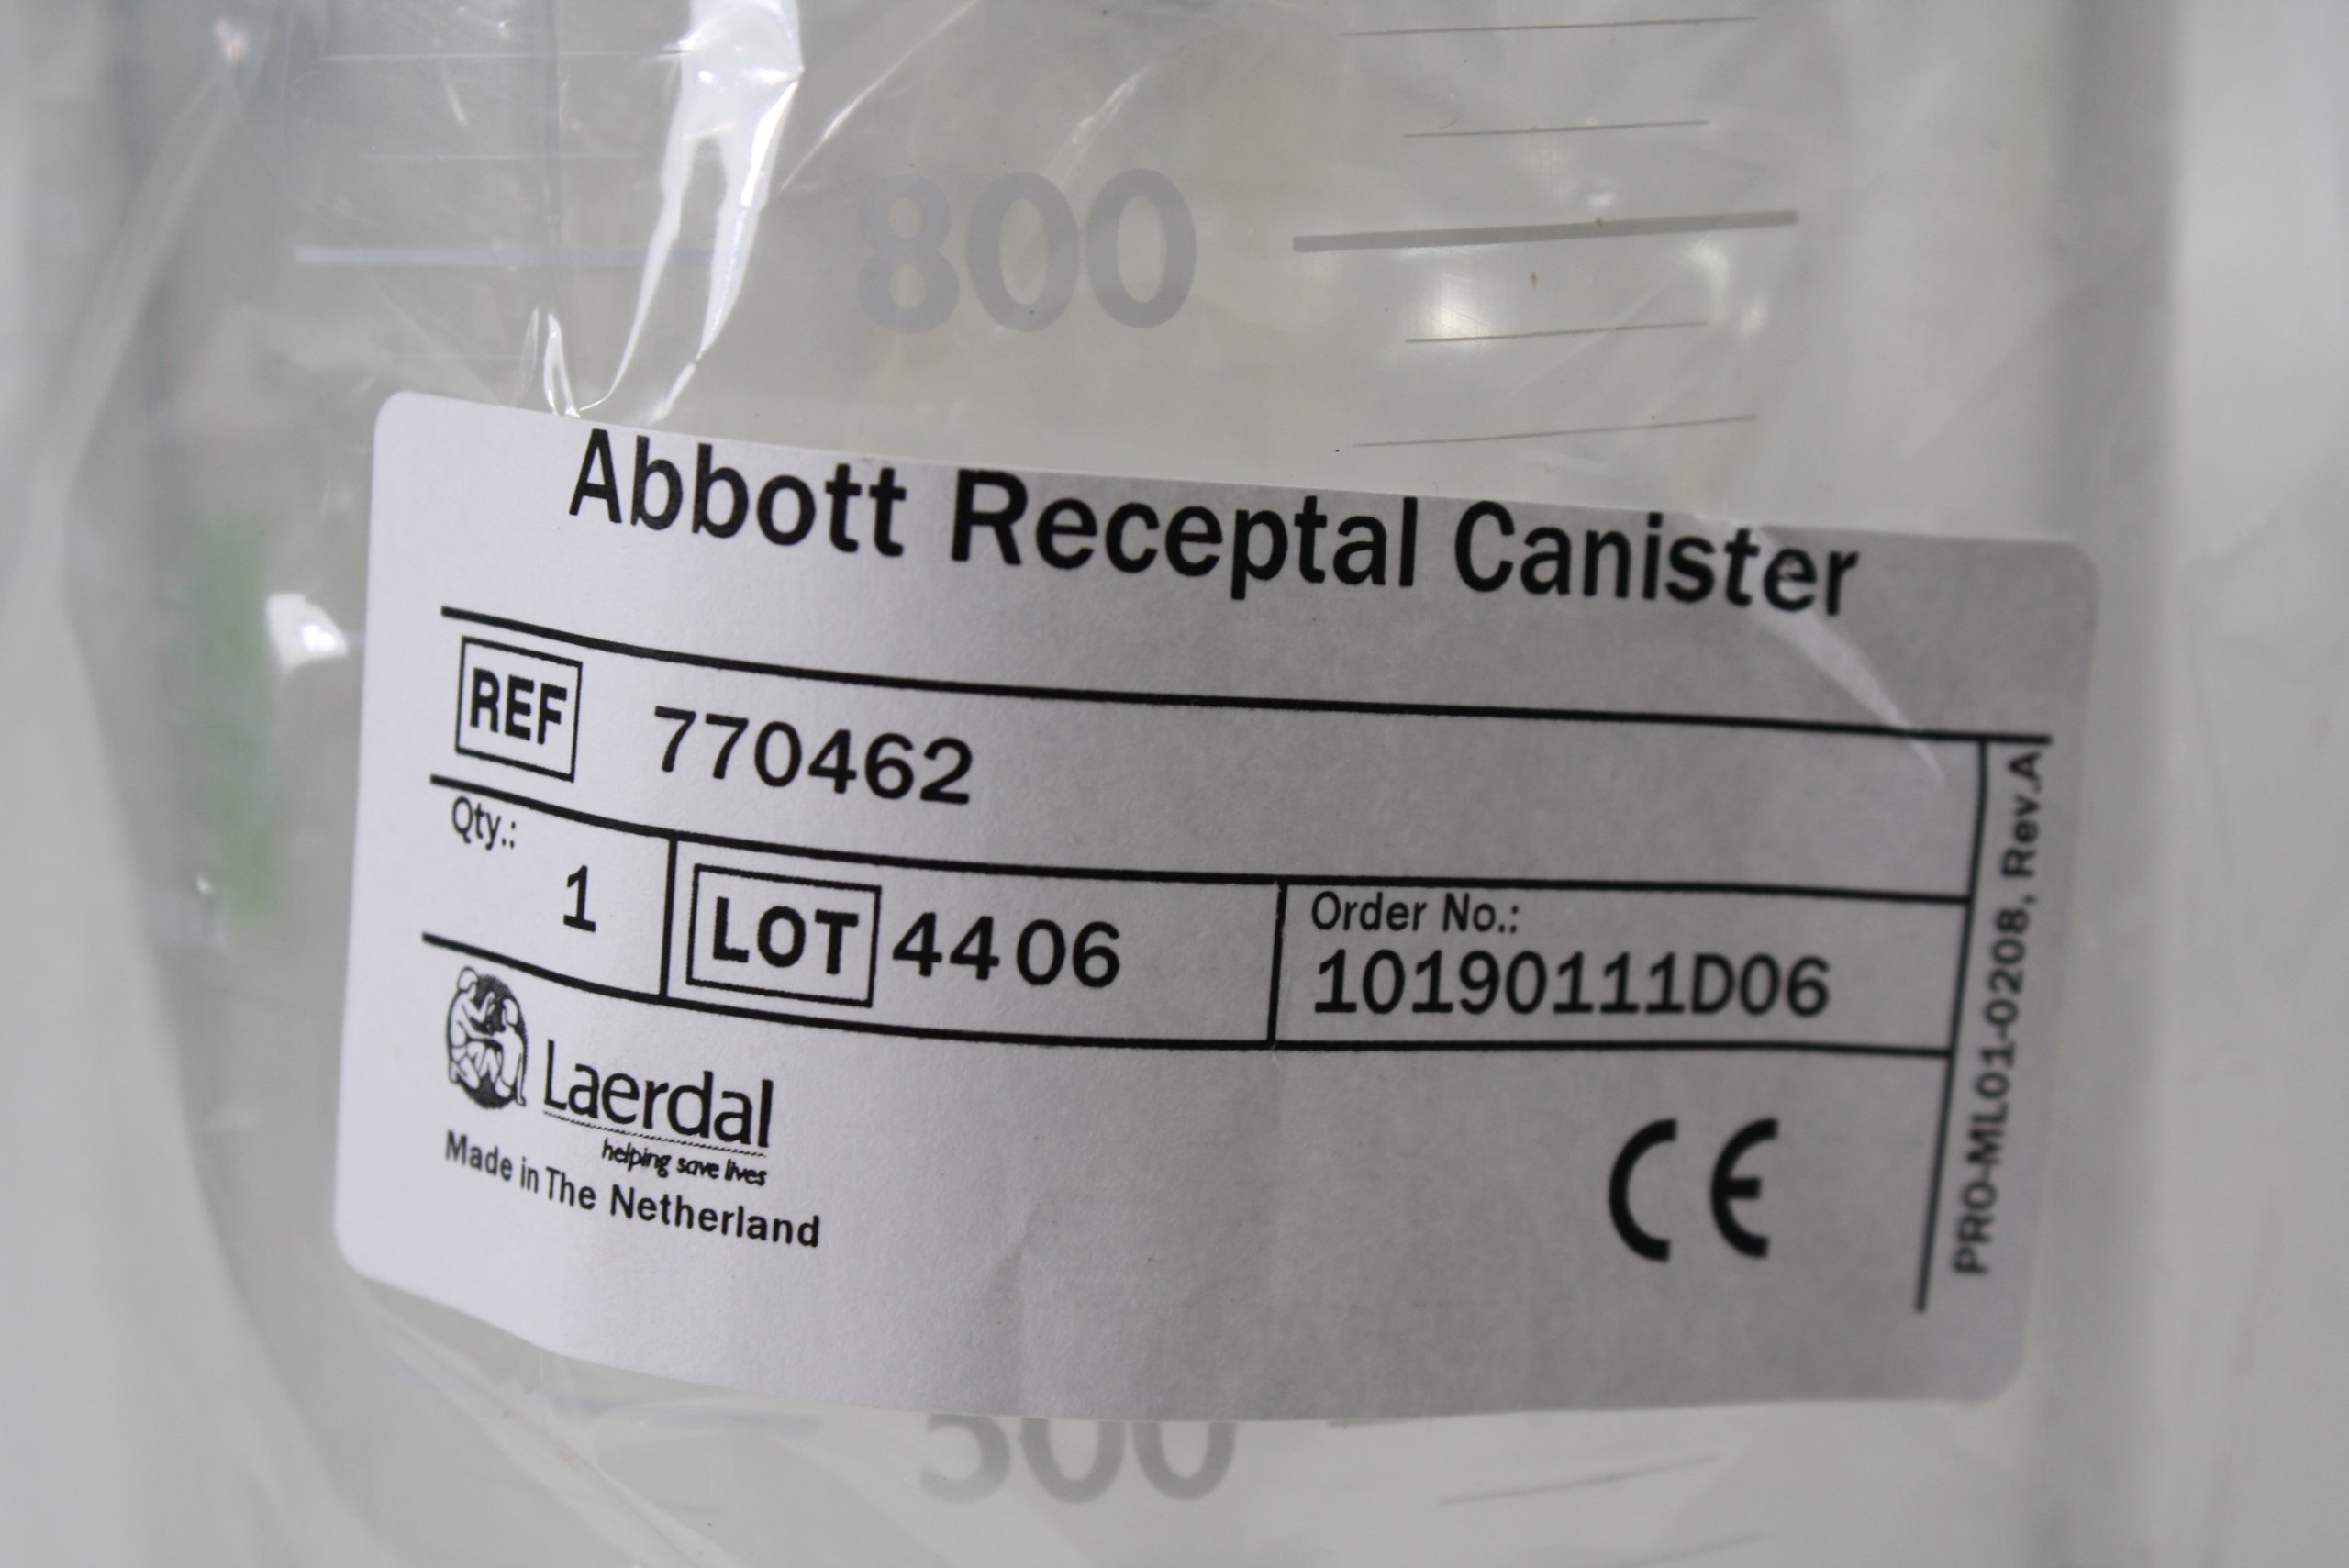 800
Abbott Receptal Canister
REF 770462
Qty.: 1
LOT 4406
Order No.:
10190111D06
PRO-ML01-0208, Rev.A
Laerdal
helping save lives
Made in The Netherland
CE
500